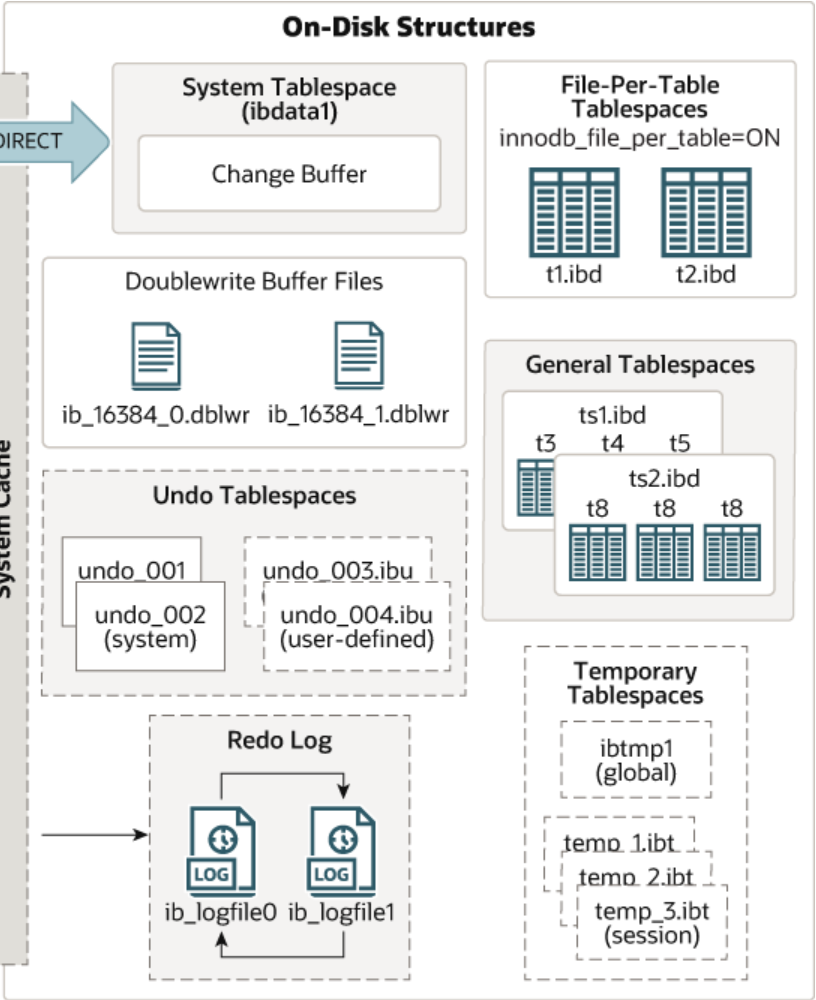 On-Disk Structures
DIRECT
System Cache
System Tablespace
(ibdata1)
Change Buffer
File-Per-Table
Tablespaces
innodb_file_per_table=ON
t1.ibd
t2.ibd
Doublewrite Buffer Files
ib_16384_0.dblwr
ib_16384_1.dblwr
General Tablespaces
ts1.ibd
t3 t4 t5
ts2.ibd
t8 t8 t8
Undo Tablespaces
undo_001
undo_002
(system)
undo_003.ibu
undo_004.ibu
(user-defined)
Temporary
Tablespaces
ibtmp1
(global)
temp_1.ibt
temp_2.ibt
temp_3.ibt
(session)
Redo Log
LOG
LOG
ib_logfile0
ib_logfile1